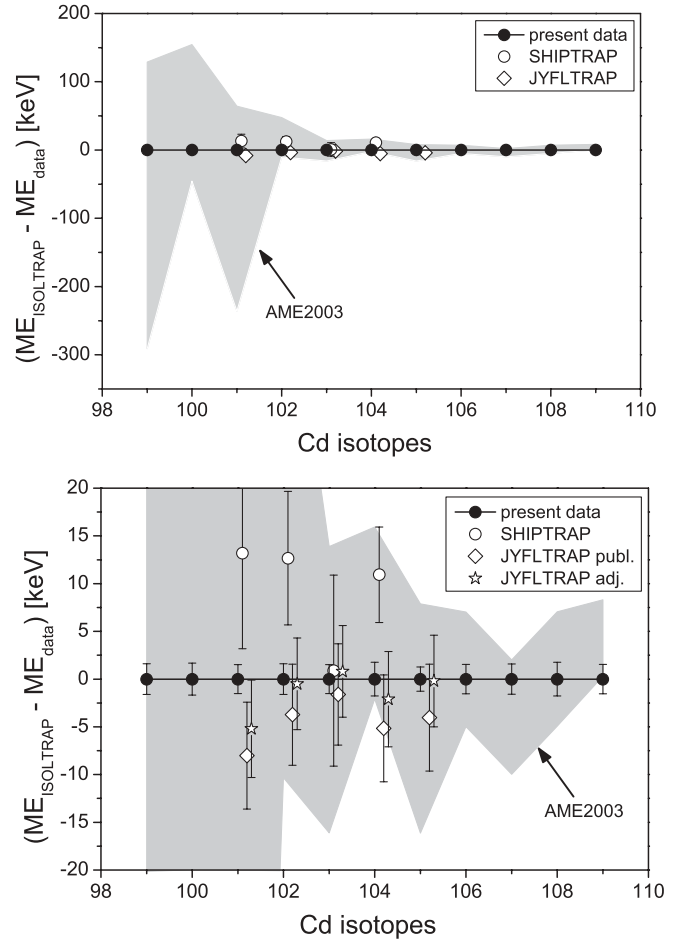 200
100
0
-100
-200
-300
(ME_ISOLTRAP - ME_data) [keV]
present data
SHIPTRAP
JYFLTRAP
AME2003
98 100 102 104 106 108 110
Cd isotopes
20
15
10
5
0
-5
-10
-15
-20
(ME_ISOLTRAP - ME_data) [keV]
present data
SHIPTRAP
JYFLTRAP publ.
JYFLTRAP adj.
AME2003
98 100 102 104 106 108 110
Cd isotopes